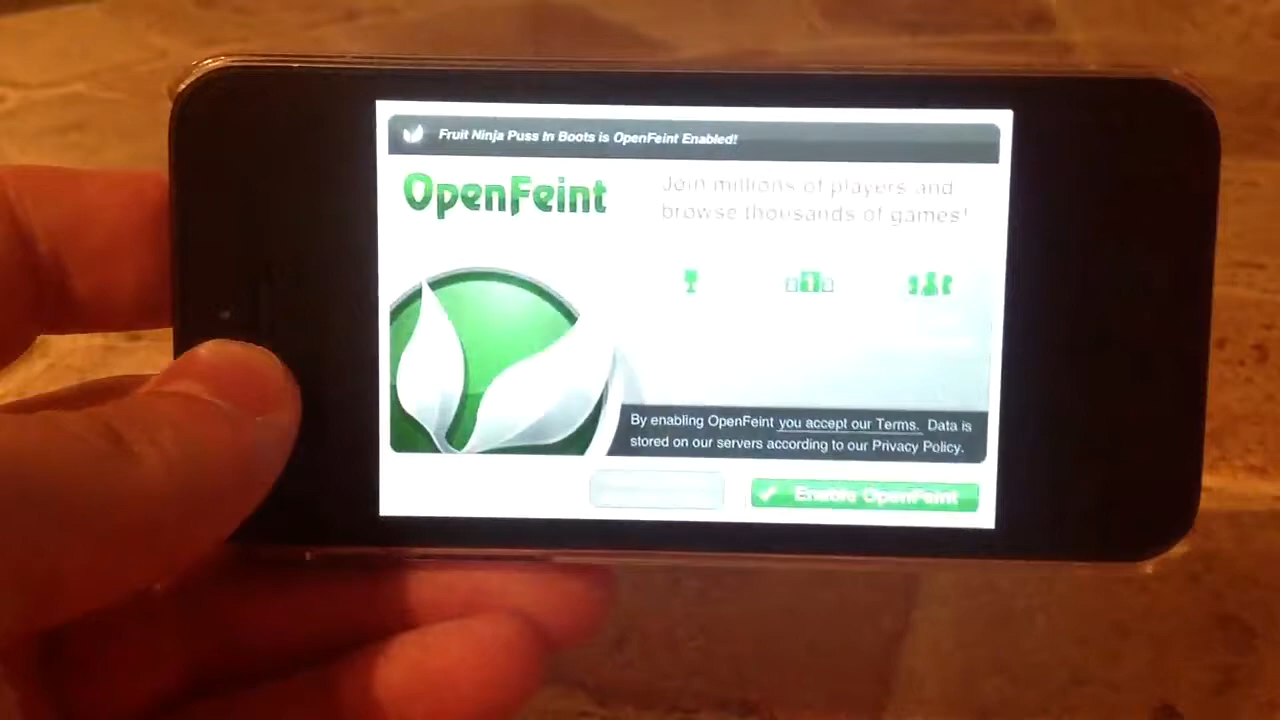 Fruit Ninja Puss In Boots is OpenFeint Enabled!
OpenFeint
Join millions of players and
browse thousands of games!
1
By enabling OpenFeint you accept our Terms. Data is
stored on our servers according to our Privacy Policy.
Enable OpenFeint